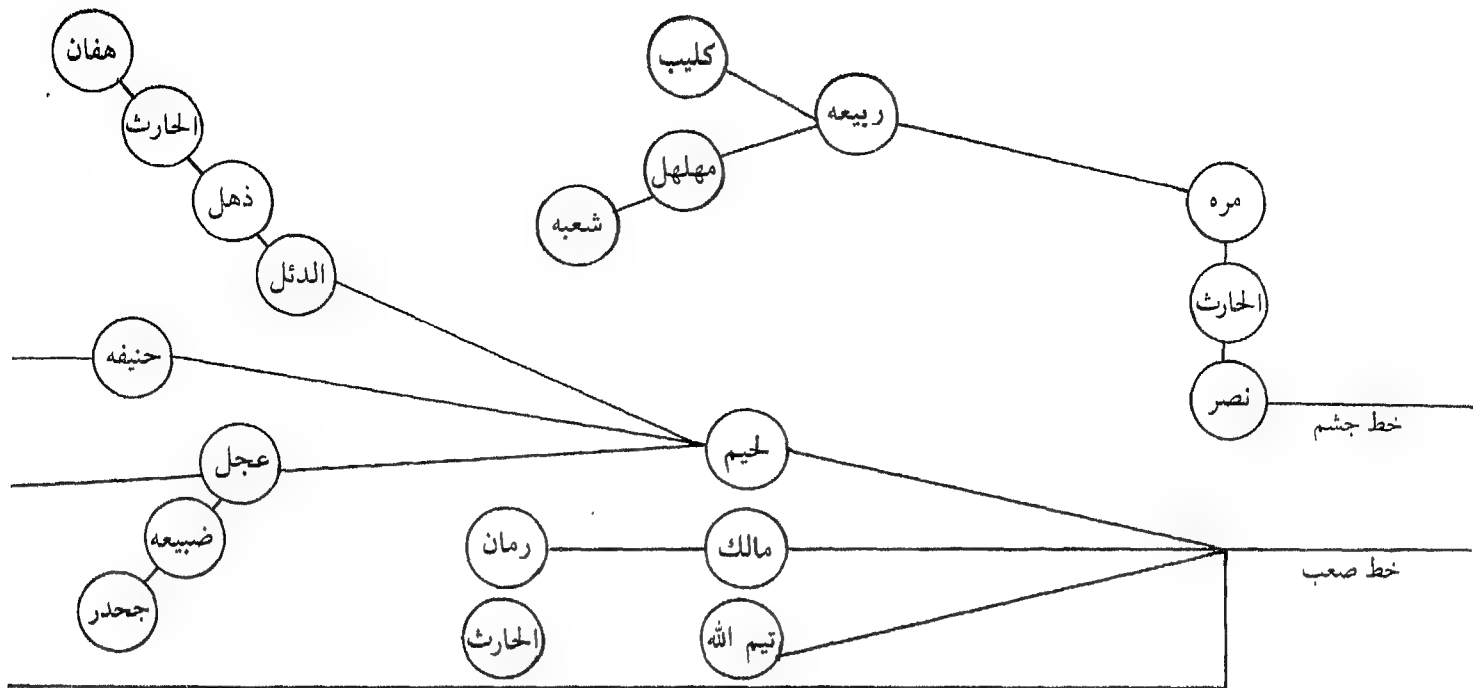 هفان
كليب
ربيعه
الحارث
مهلهل
ذهل
مره
شعبه
الدئل
الحارث
حنيفه
نصر
خط جشم
لحيم
عجل
ضبيعه
رمان
مالك
خط صعب
جحدر
الحارث
تيم الله